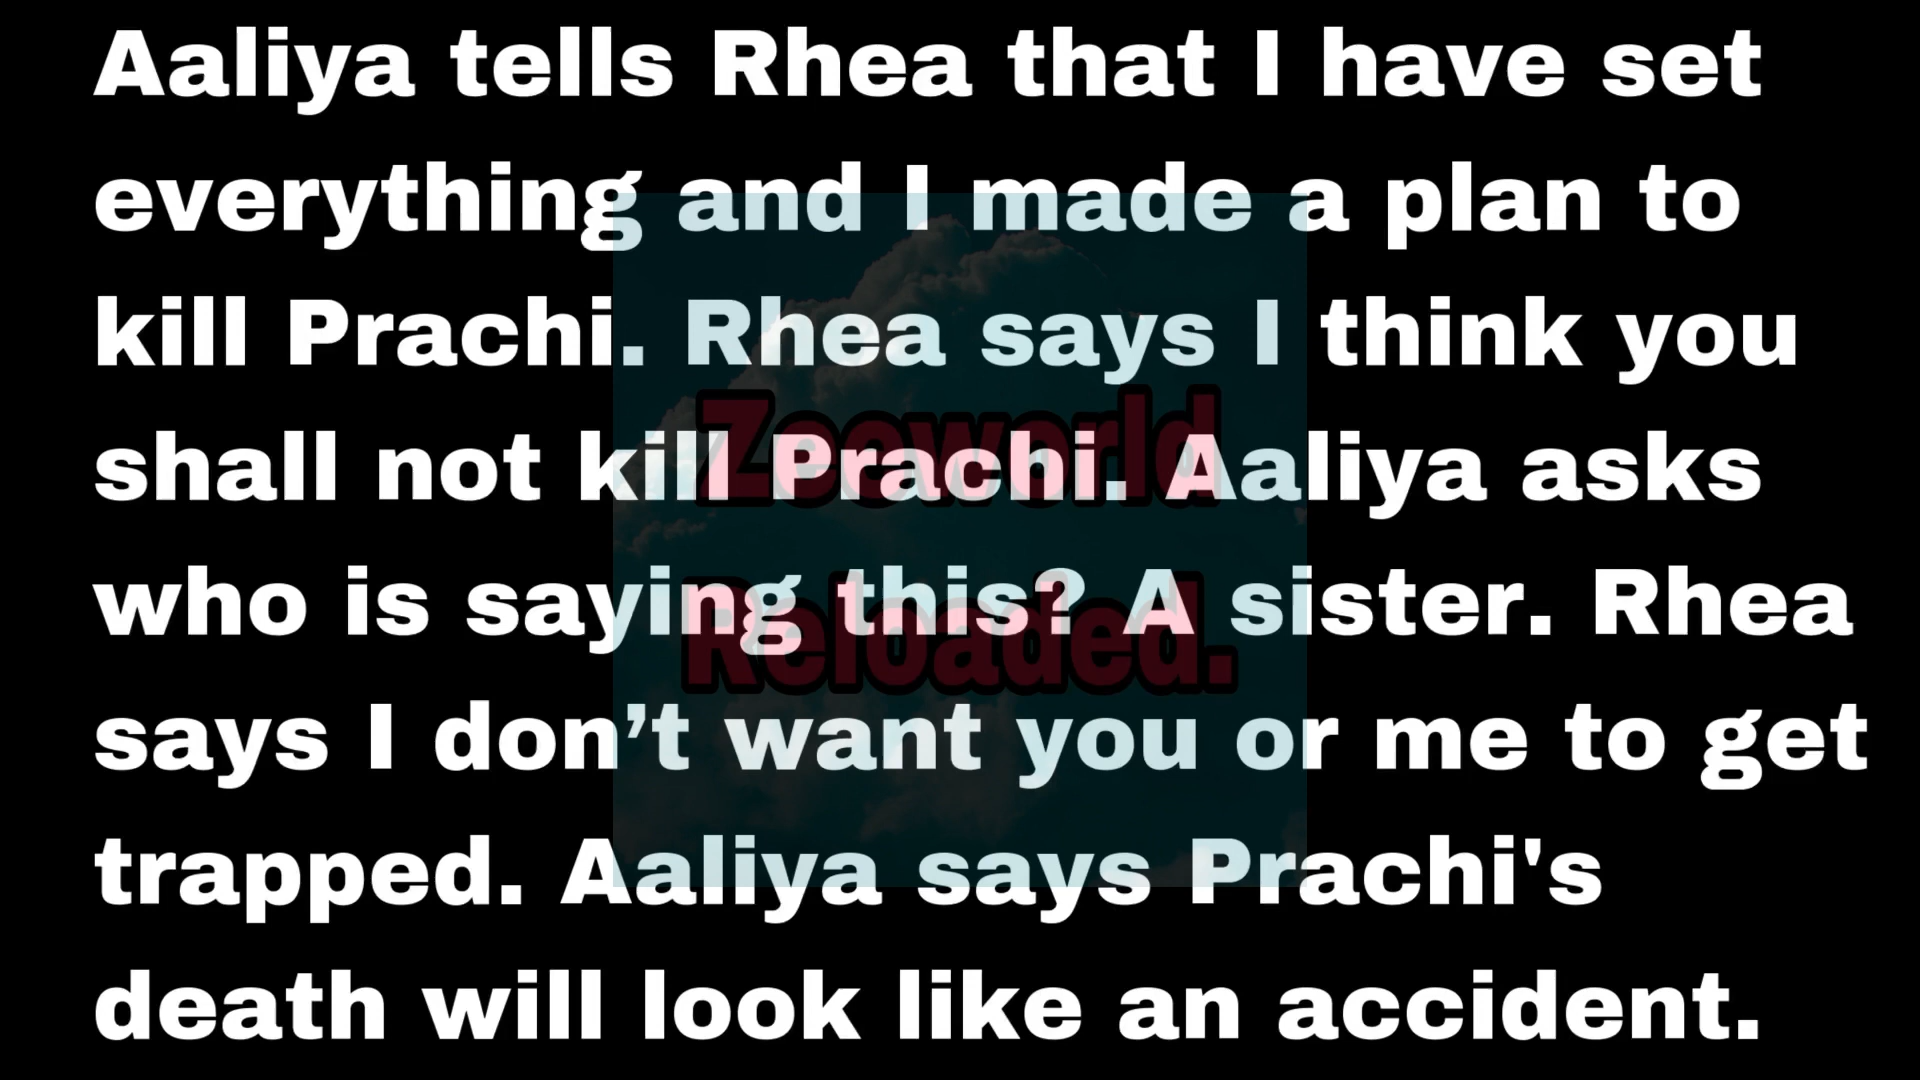 Aaliya tells Rhea that I have set
everything and I made a plan to
kill Prachi. Rhea says I think you
shall not kill Prachi. Aaliya asks
who is saying this? A sister. Rhea
says I don’t want you or me to get
trapped. Aaliya says Prachi's
death will look like an accident.
Zeeworld
Reloaded.